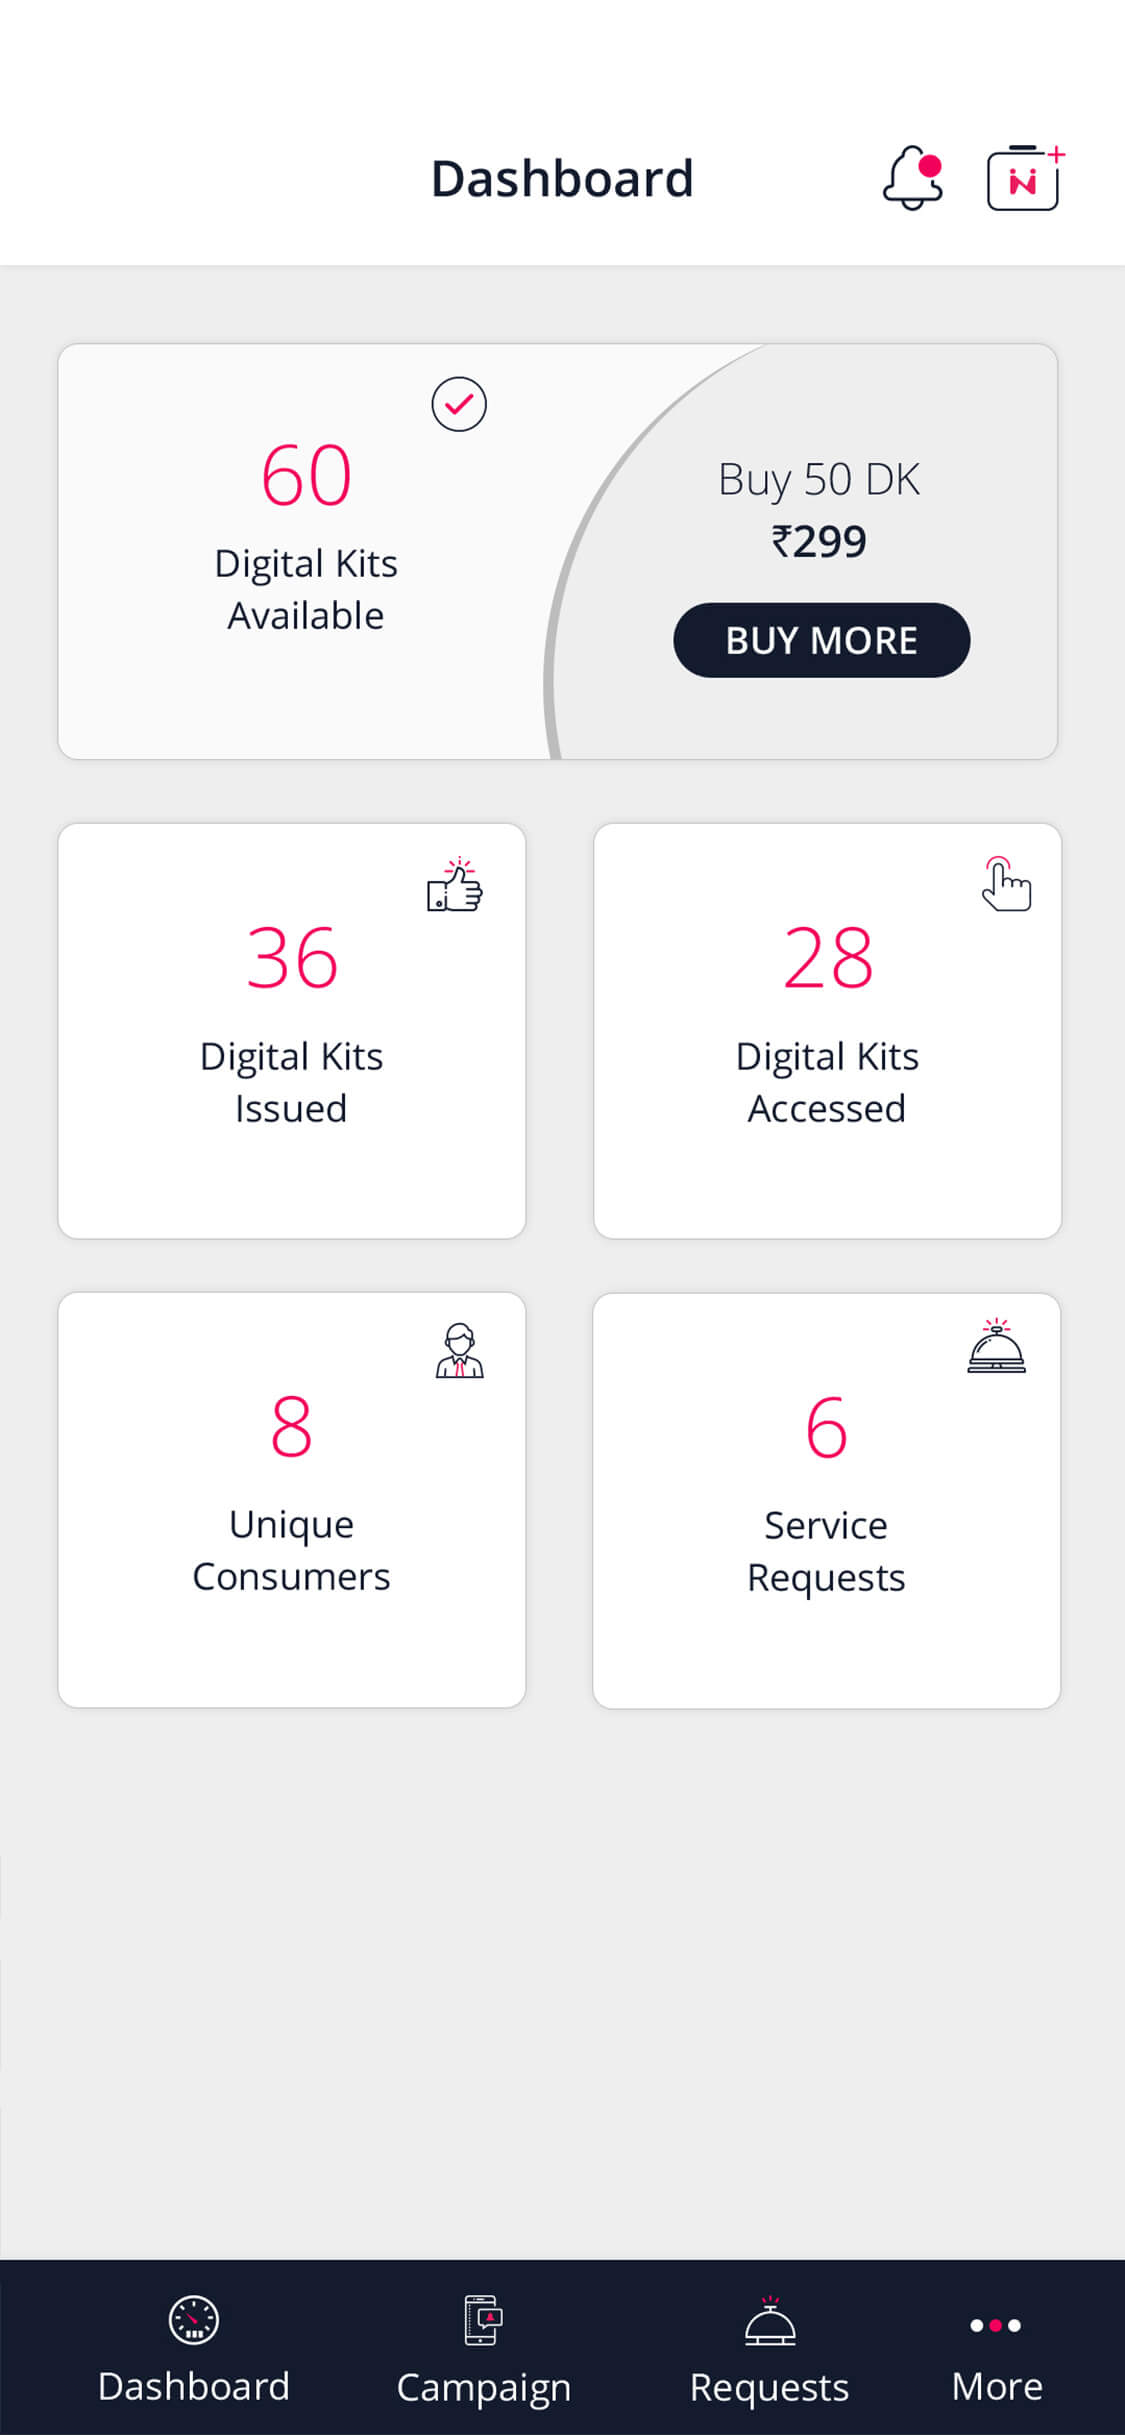 Dashboard
60
Digital Kits
Available
Buy 50 DK
₹299
BUY MORE
36
Digital Kits
Issued
28
Digital Kits
Accessed
8
Unique
Consumers
6
Service
Requests
Dashboard
Campaign
Requests
More